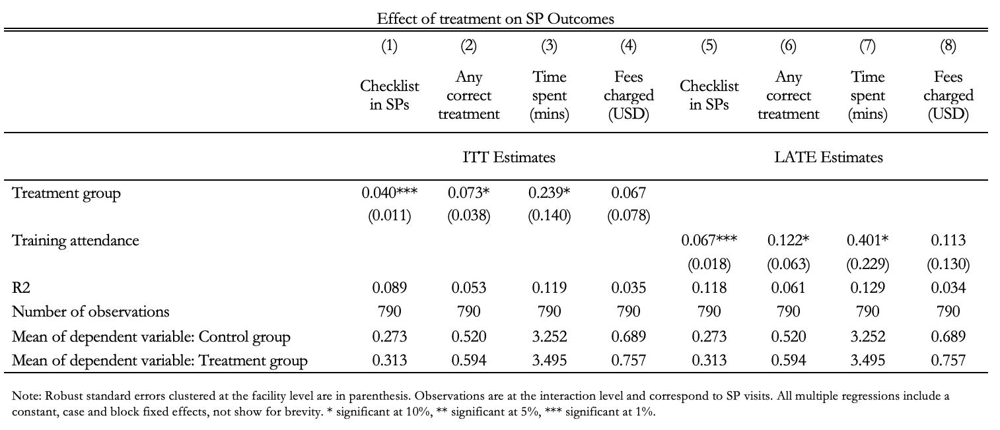 Effect of treatment on SP Outcomes
(1) (2) (3) (4) (5) (6) (7) (8)
Checklist in SPs Any correct treatment Time spent (mins) Fees charged (USD) Checklist in SPs Any correct treatment Time spent (mins) Fees charged (USD)
ITT Estimates LATE Estimates
Treatment group 0.040*** 0.073* 0.239* 0.067
(0.011) (0.038) (0.140) (0.078)
Training attendance 0.067*** 0.122* 0.401* 0.113
(0.018) (0.063) (0.229) (0.130)
R2 0.089 0.053 0.119 0.035 0.118 0.061 0.129 0.034
Number of observations 790 790 790 790 790 790 790 790
Mean of dependent variable: Control group 0.273 0.520 3.252 0.689 0.273 0.520 3.252 0.689
Mean of dependent variable: Treatment group 0.313 0.594 3.495 0.757 0.313 0.594 3.495 0.757
Note: Robust standard errors clustered at the facility level are in parenthesis. Observations are at the interaction level and correspond to SP visits. All multiple regressions include a
constant, case and block fixed effects, not show for brevity. * significant at 10%, ** significant at 5%, *** significant at 1%.